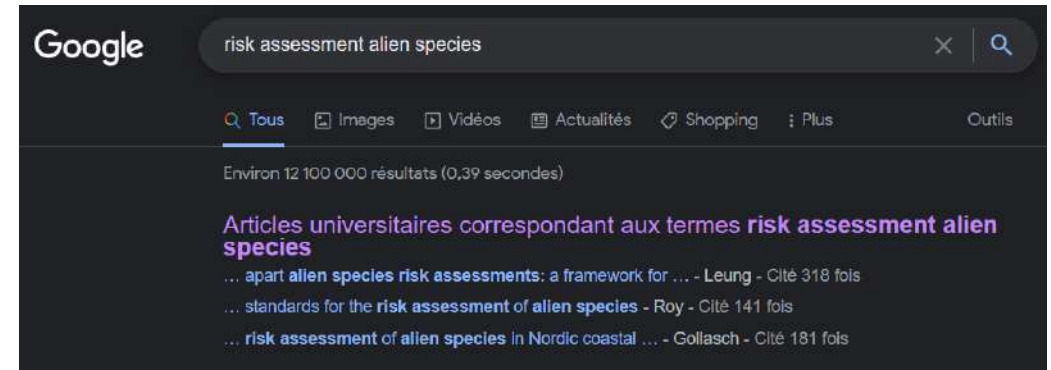 Google
risk assessment alien species
Tous Images Vidéos Actualités Shopping Plus Outils
Environ 12 100 000 résultats (0,39 secondes)
Articles universitaires correspondant aux termes risk assessment alien
species
... apart alien species risk assessments: a framework for ... - Leung - Cité 318 fois
... standards for the risk assessment of alien species - Roy - Cité 141 fois
... risk assessment of alien species in Nordic coastal ... - Gollasch - Cité 181 fois